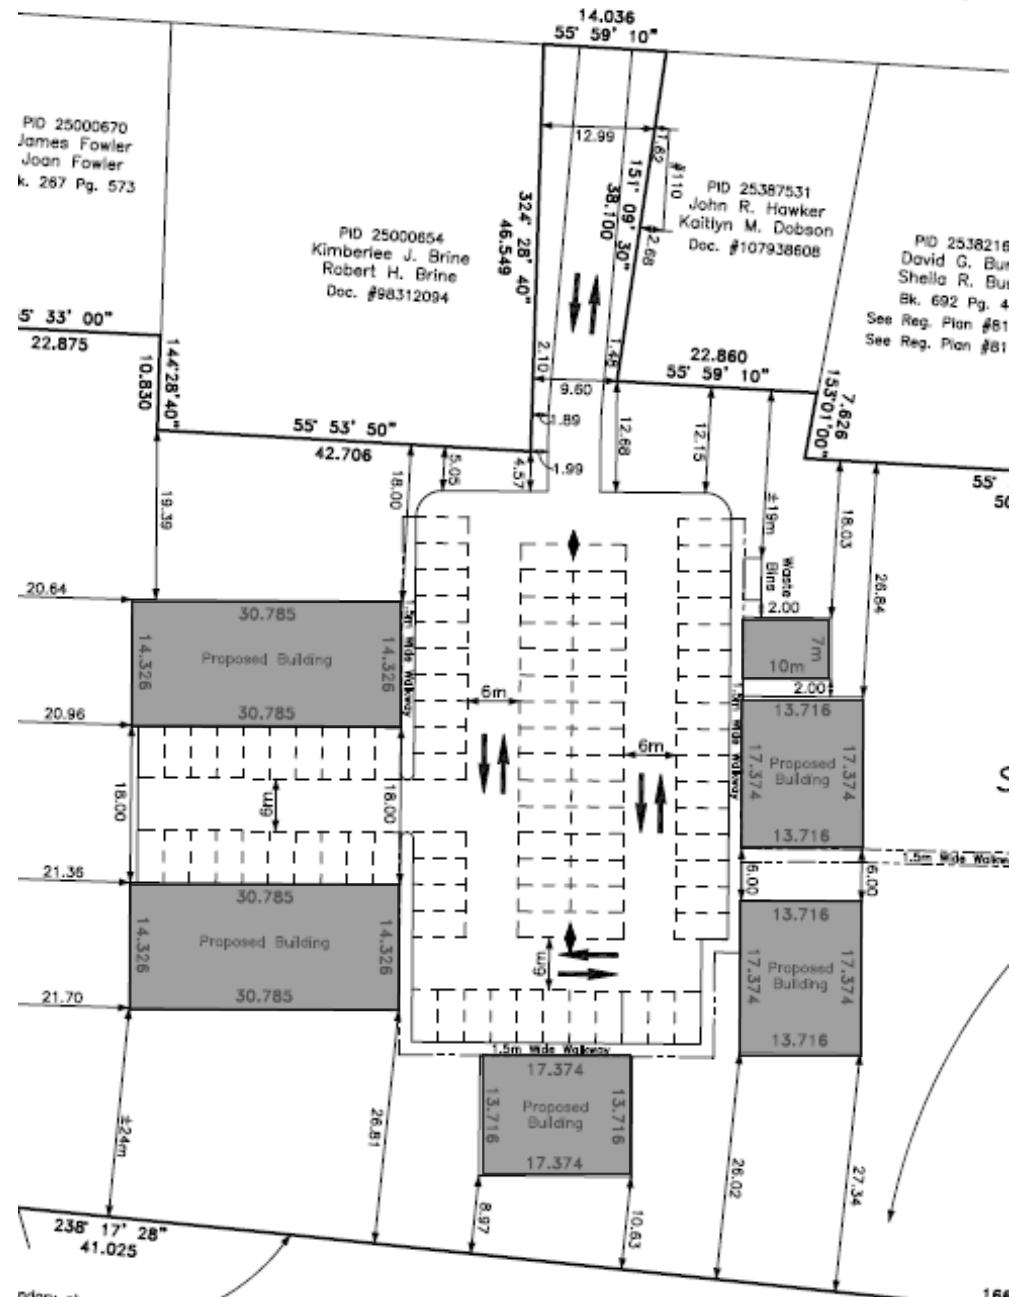 14.036
55° 59' 10"
PID 25000670
James Fowler
Joan Fowler
k. 267 Pg. 573
12.99
1.62
#110
151° 09' 30"
38.100
2.68
324° 28' 40"
46.549
PID 25387531
John R. Hawker
Kaitlyn M. Dobson
Doc. #107938608
PID 25000654
Kimberlee J. Brine
Robert H. Brine
Doc. #98312094
PID 2538216
David G. Bur
Sheila R. Bur
Bk. 692 Pg. 4
See Reg. Plan #81
See Reg. Plan #81
5° 33' 00"
22.875
10.830
144°28'40"
2.10
1.48
9.60
22.860
55° 59' 10"
7.626
153°01'00"
55° 53' 50"
42.706
1.89
1.99
12.68
12.15
5.05
4.57
18.00
19.39
±19m
18.03
26.84
55°
50
Waste
Bins
2.00
20.64
30.785
14.326
Proposed Building
14.326
30.785
1.5m Wide Walkway
7m
10m
2.00
20.96
6m
6m
1.5m Wide Walkway
13.716
17.374
Proposed
Building
17.374
13.716
S
18.00
6m
18.00
1.5m Wide Walkw
6.00
6.00
21.36
30.785
14.326
Proposed Building
14.326
30.785
13.716
17.374
Proposed
Building
17.374
13.716
6m
21.70
1.5m Wide Walkway
17.374
13.716
Proposed
Building
13.716
17.374
±24m
26.81
8.97
10.63
26.02
27.34
238° 17' 28"
41.025
166